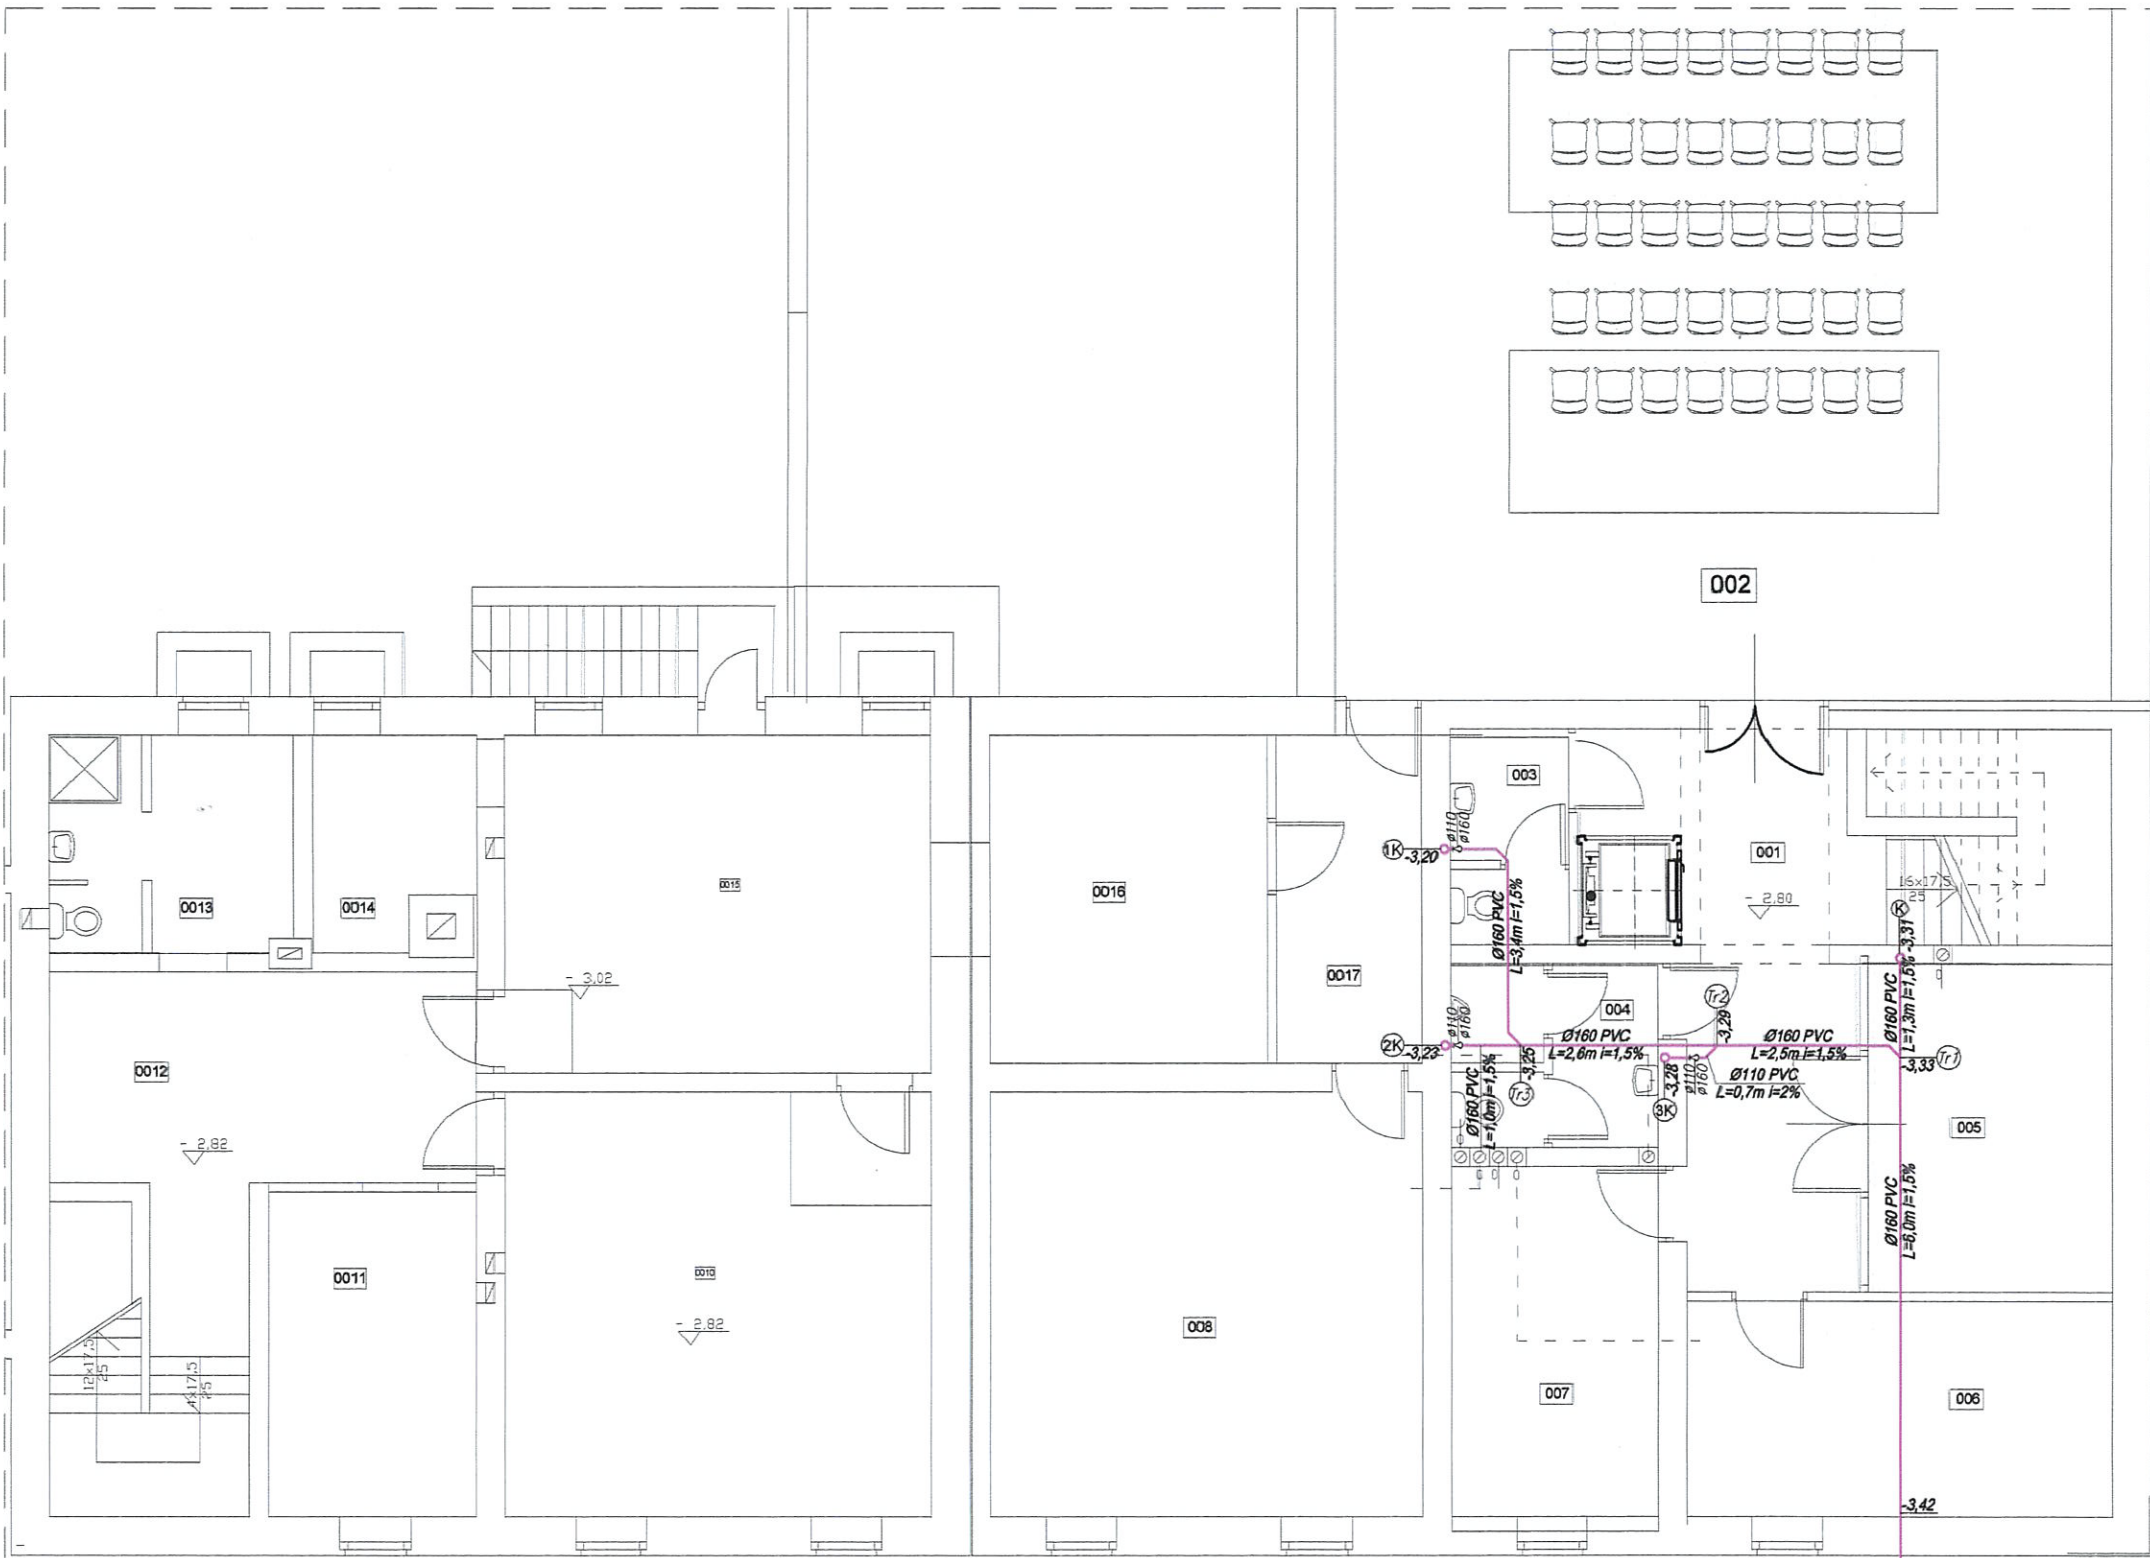 002
003
001
- 2,80
16x17,5
25
K
-3,31
1K
-3,20
ø110
ø160
Ø160 PVC
L=3,4m i=1,5%
0013
0014
0015
0016
0017
- 3,02
004
Tr2
-3,29
Ø160 PVC
L=1,3m i=1,5%
2K
-3,23
ø110
ø160
Ø160 PVC
L=2,6m i=1,5%
Ø160 PVC
L=2,5m i=1,5%
Tr1
-3,33
-3,25
Tr3
Ø160 PVC
L=1,0m i=1,5%
3K
-3,28
ø110
ø160
Ø110 PVC
L=0,7m i=2%
0012
- 2,82
005
Ø160 PVC
L=6,0m i=1,5%
0011
0010
- 2,82
008
007
006
12x17,5
25
4x17,5
25
-3,42